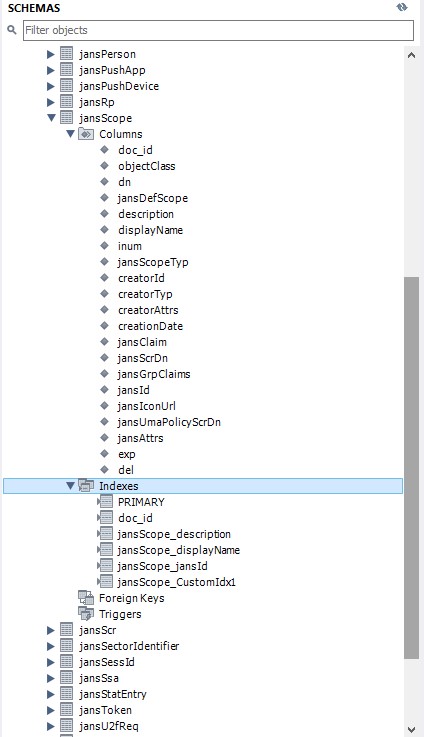 SCHEMAS
Filter objects
jansPerson
jansPushApp
jansPushDevice
jansRp
jansScope
Columns
doc_id
objectClass
dn
jansDefScope
description
displayName
inum
jansScopeTyp
creatorId
creatorTyp
creatorAttrs
creationDate
jansClaim
jansScrDn
jansGrpClaims
jansId
jansIconUrl
jansUmaPolicyScrDn
jansAttrs
exp
del
Indexes
PRIMARY
doc_id
jansScope_description
jansScope_displayName
jansScope_jansId
jansScope_CustomIdx1
Foreign Keys
Triggers
jansScr
jansSectorIdentifier
jansSessId
jansSsa
jansStatEntry
jansToken
jansU2fReq